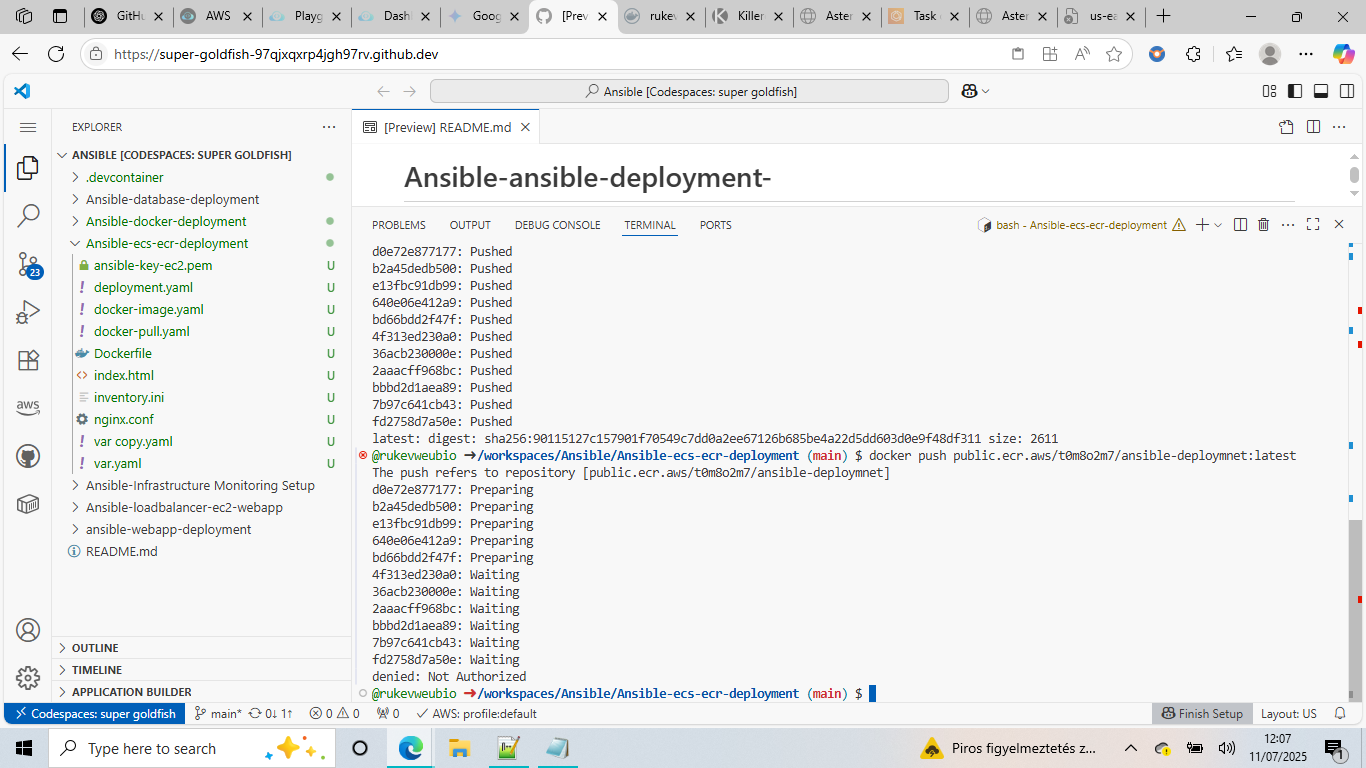 GitHu
AWS
Playg
Dash
Goog
[Prev
rukev
Killer
Aster
Task
Aster
us-ea
https://super-goldfish-97qjxqxrp4jgh97rv.github.dev
Ansible [Codespaces: super goldfish]
EXPLORER
[Preview] README.md
ANSIBLE [CODESPACES: SUPER GOLDFISH]
.devcontainer
Ansible-database-deployment
Ansible-docker-deployment
Ansible-ecs-ecr-deployment
ansible-key-ec2.pem U
deployment.yaml U
docker-image.yaml U
docker-pull.yaml U
Dockerfile U
index.html U
inventory.ini U
nginx.conf U
var copy.yaml U
var.yaml U
Ansible-Infrastructure Monitoring Setup
Ansible-loadbalancer-ec2-webapp
ansible-webapp-deployment
README.md
OUTLINE
TIMELINE
APPLICATION BUILDER
23
aws
Ansible-ansible-deployment-
PROBLEMS OUTPUT DEBUG CONSOLE TERMINAL PORTS
bash - Ansible-ecs-ecr-deployment
d0e72e877177: Pushed
b2a45dedb500: Pushed
e13fbc91db99: Pushed
640e06e412a9: Pushed
bd66bdd2f47f: Pushed
4f313ed230a0: Pushed
36acb230000e: Pushed
2aaacff968bc: Pushed
bbbd2d1aea89: Pushed
7b97c641cb43: Pushed
fd2758d7a50e: Pushed
latest: digest: sha256:90115127c157901f70549c7dd0a2ee67126b685be4a22d5dd603d0e9f48df311 size: 2611
@rukevweubio ➜/workspaces/Ansible/Ansible-ecs-ecr-deployment (main) $ docker push public.ecr.aws/t0m8o2m7/ansible-deploymnet:latest
The push refers to repository [public.ecr.aws/t0m8o2m7/ansible-deploymnet]
d0e72e877177: Preparing
b2a45dedb500: Preparing
e13fbc91db99: Preparing
640e06e412a9: Preparing
bd66bdd2f47f: Preparing
4f313ed230a0: Waiting
36acb230000e: Waiting
2aaacff968bc: Waiting
bbbd2d1aea89: Waiting
7b97c641cb43: Waiting
fd2758d7a50e: Waiting
denied: Not Authorized
@rukevweubio ➜/workspaces/Ansible/Ansible-ecs-ecr-deployment (main) $
Codespaces: super goldfish main* 0↓ 1↑ 0 0 0 AWS: profile:default Finish Setup Layout: US
Type here to search
Piros figyelmeztetés z...
12:07
11/07/2025
1